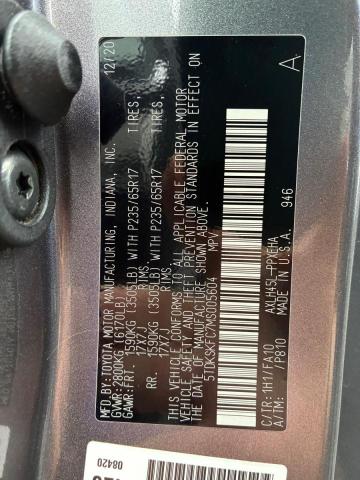 MFD. BY:
TOYOTA MOTOR MANUFACTURING, INDIANA, INC. 12/20
GVWR: 2800KG (6170LB)
GAWR: FRT. 1590KG (3505LB) WITH P235/65R17 TIRES,
17X7J RIMS
RR. 1590KG (3505LB) WITH P235/65R17 TIRES,
17X7J RIMS
THIS VEHICLE CONFORMS TO ALL APPLICABLE FEDERAL MOTOR
VEHICLE SAFETY AND THEFT PREVENTION STANDARDS
IN EFFECT ON THE DATE OF MANUFACTURE SHOWN ABOVE.
5TDKSKFC7MS005604 MPV
A
C/TR: 1H1/FA10 AXLH45L-PPXEHA
A/TM: /P810 MADE IN U.S.A. 946
08420